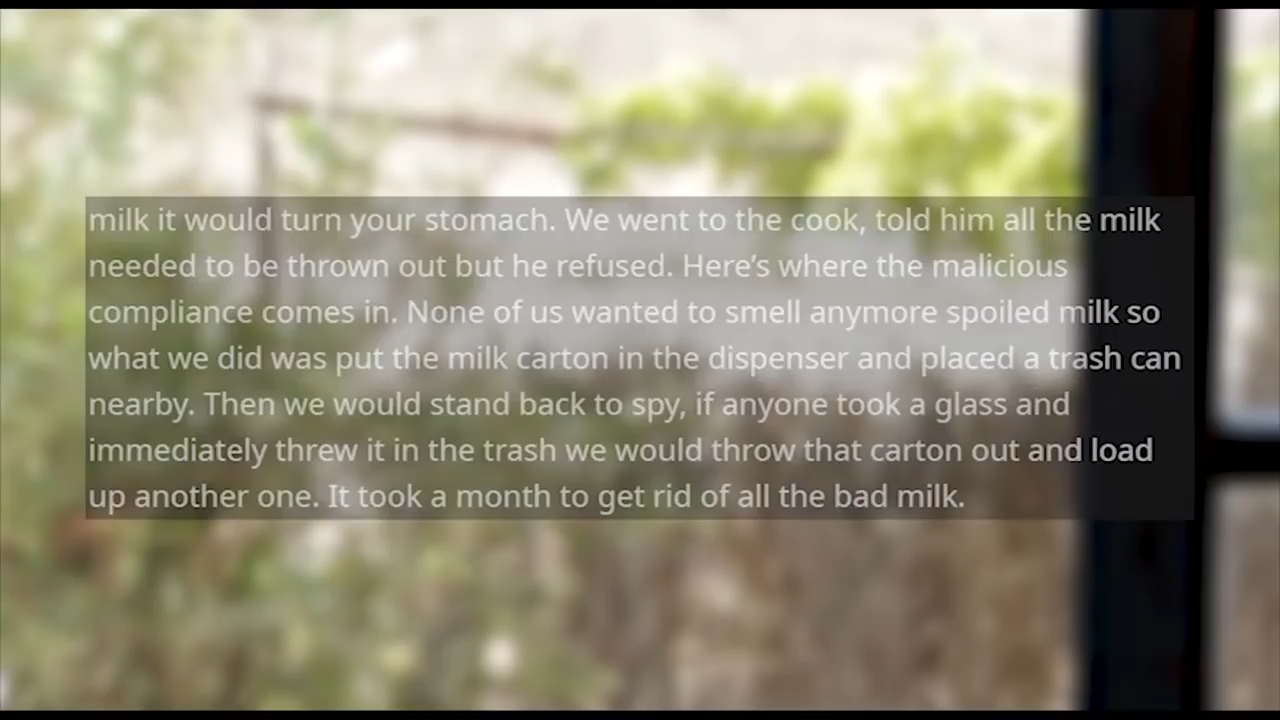 milk it would turn your stomach. We went to the cook, told him all the milk
needed to be thrown out but he refused. Here’s where the malicious
compliance comes in. None of us wanted to smell anymore spoiled milk so
what we did was put the milk carton in the dispenser and placed a trash can
nearby. Then we would stand back to spy, if anyone took a glass and
immediately threw it in the trash we would throw that carton out and load
up another one. It took a month to get rid of all the bad milk.